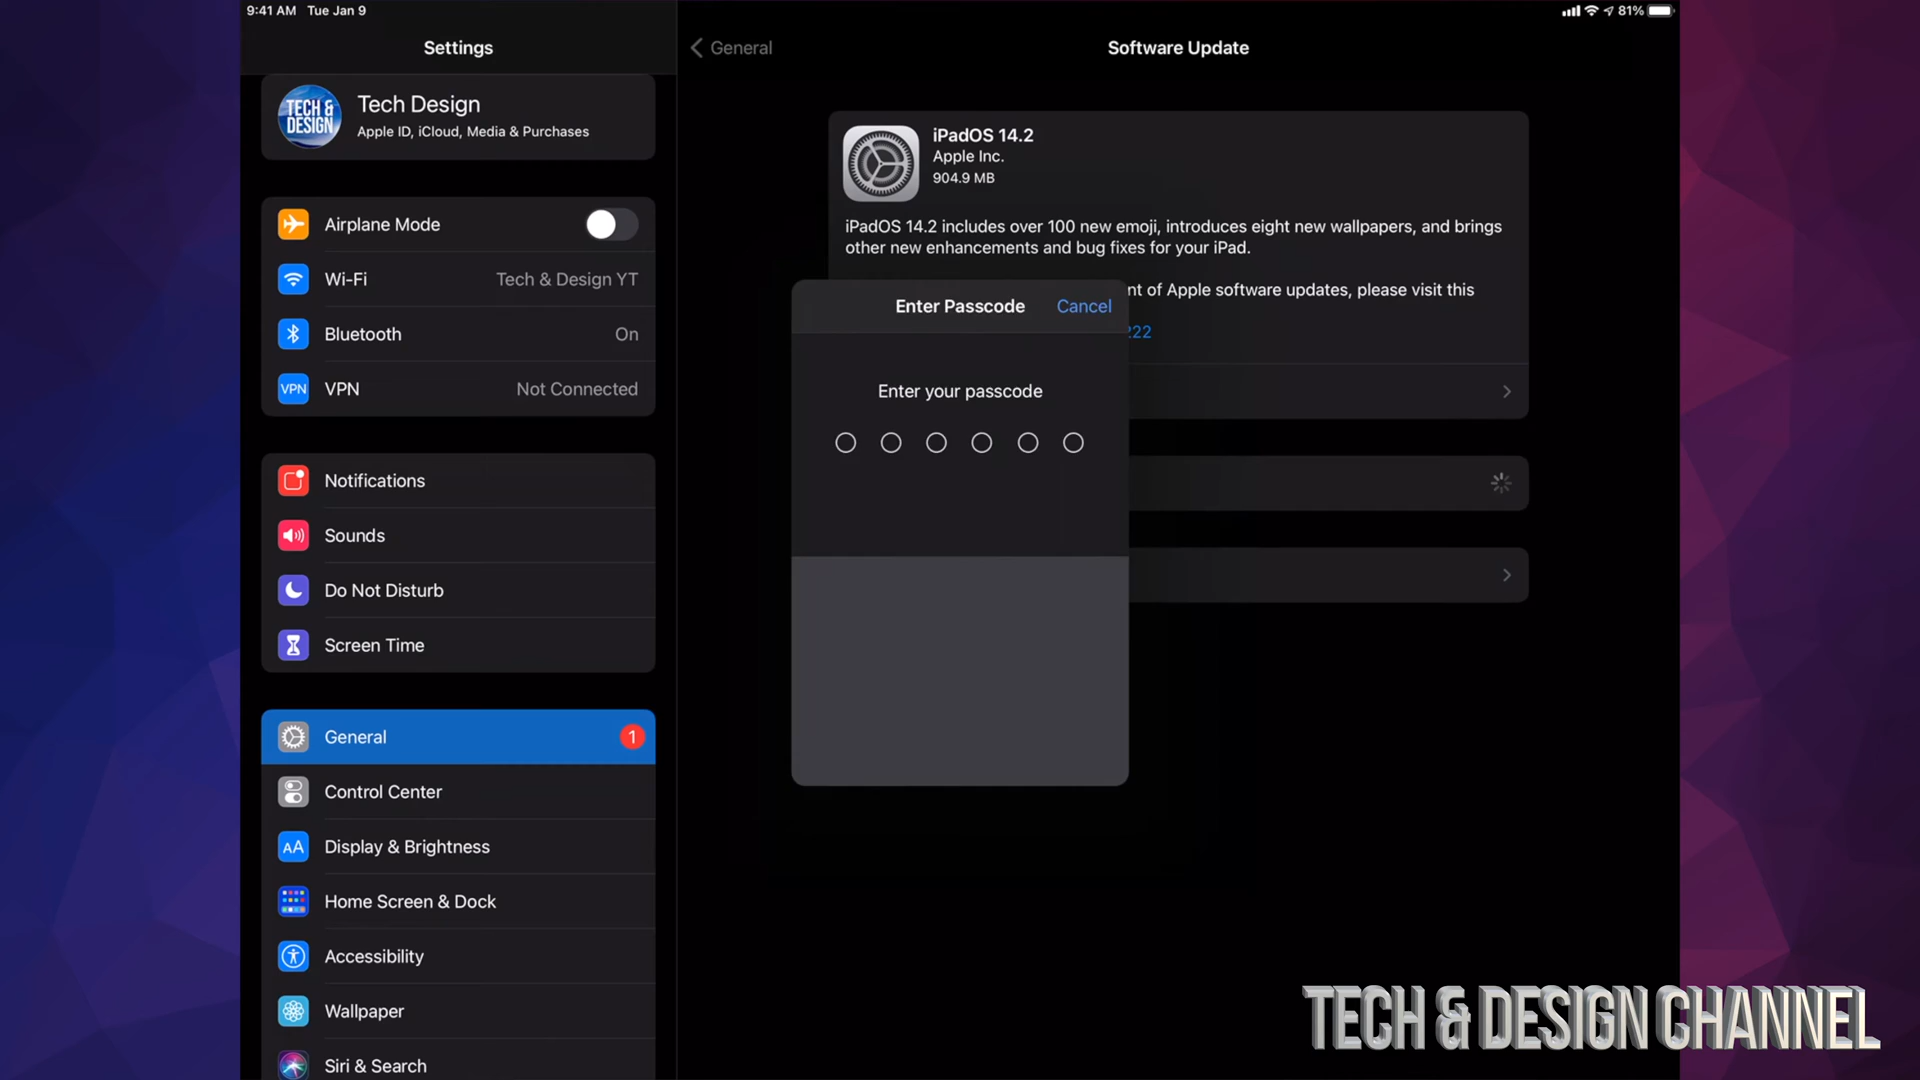 9:41 AM Tue Jan 9
81%
Settings
TECH &
DESIGN
Tech Design
Apple ID, iCloud, Media & Purchases
Airplane Mode
Wi-Fi Tech & Design YT
Bluetooth On
VPN VPN Not Connected
Notifications
Sounds
Do Not Disturb
Screen Time
General 1
Control Center
AA Display & Brightness
Home Screen & Dock
Accessibility
Wallpaper
Siri & Search
General
Software Update
iPadOS 14.2
Apple Inc.
904.9 MB
iPadOS 14.2 includes over 100 new emoji, introduces eight new wallpapers, and brings
other new enhancements and bug fixes for your iPad.
nt of Apple software updates, please visit this
222
Enter Passcode Cancel
Enter your passcode
TECH & DESIGN CHANNEL